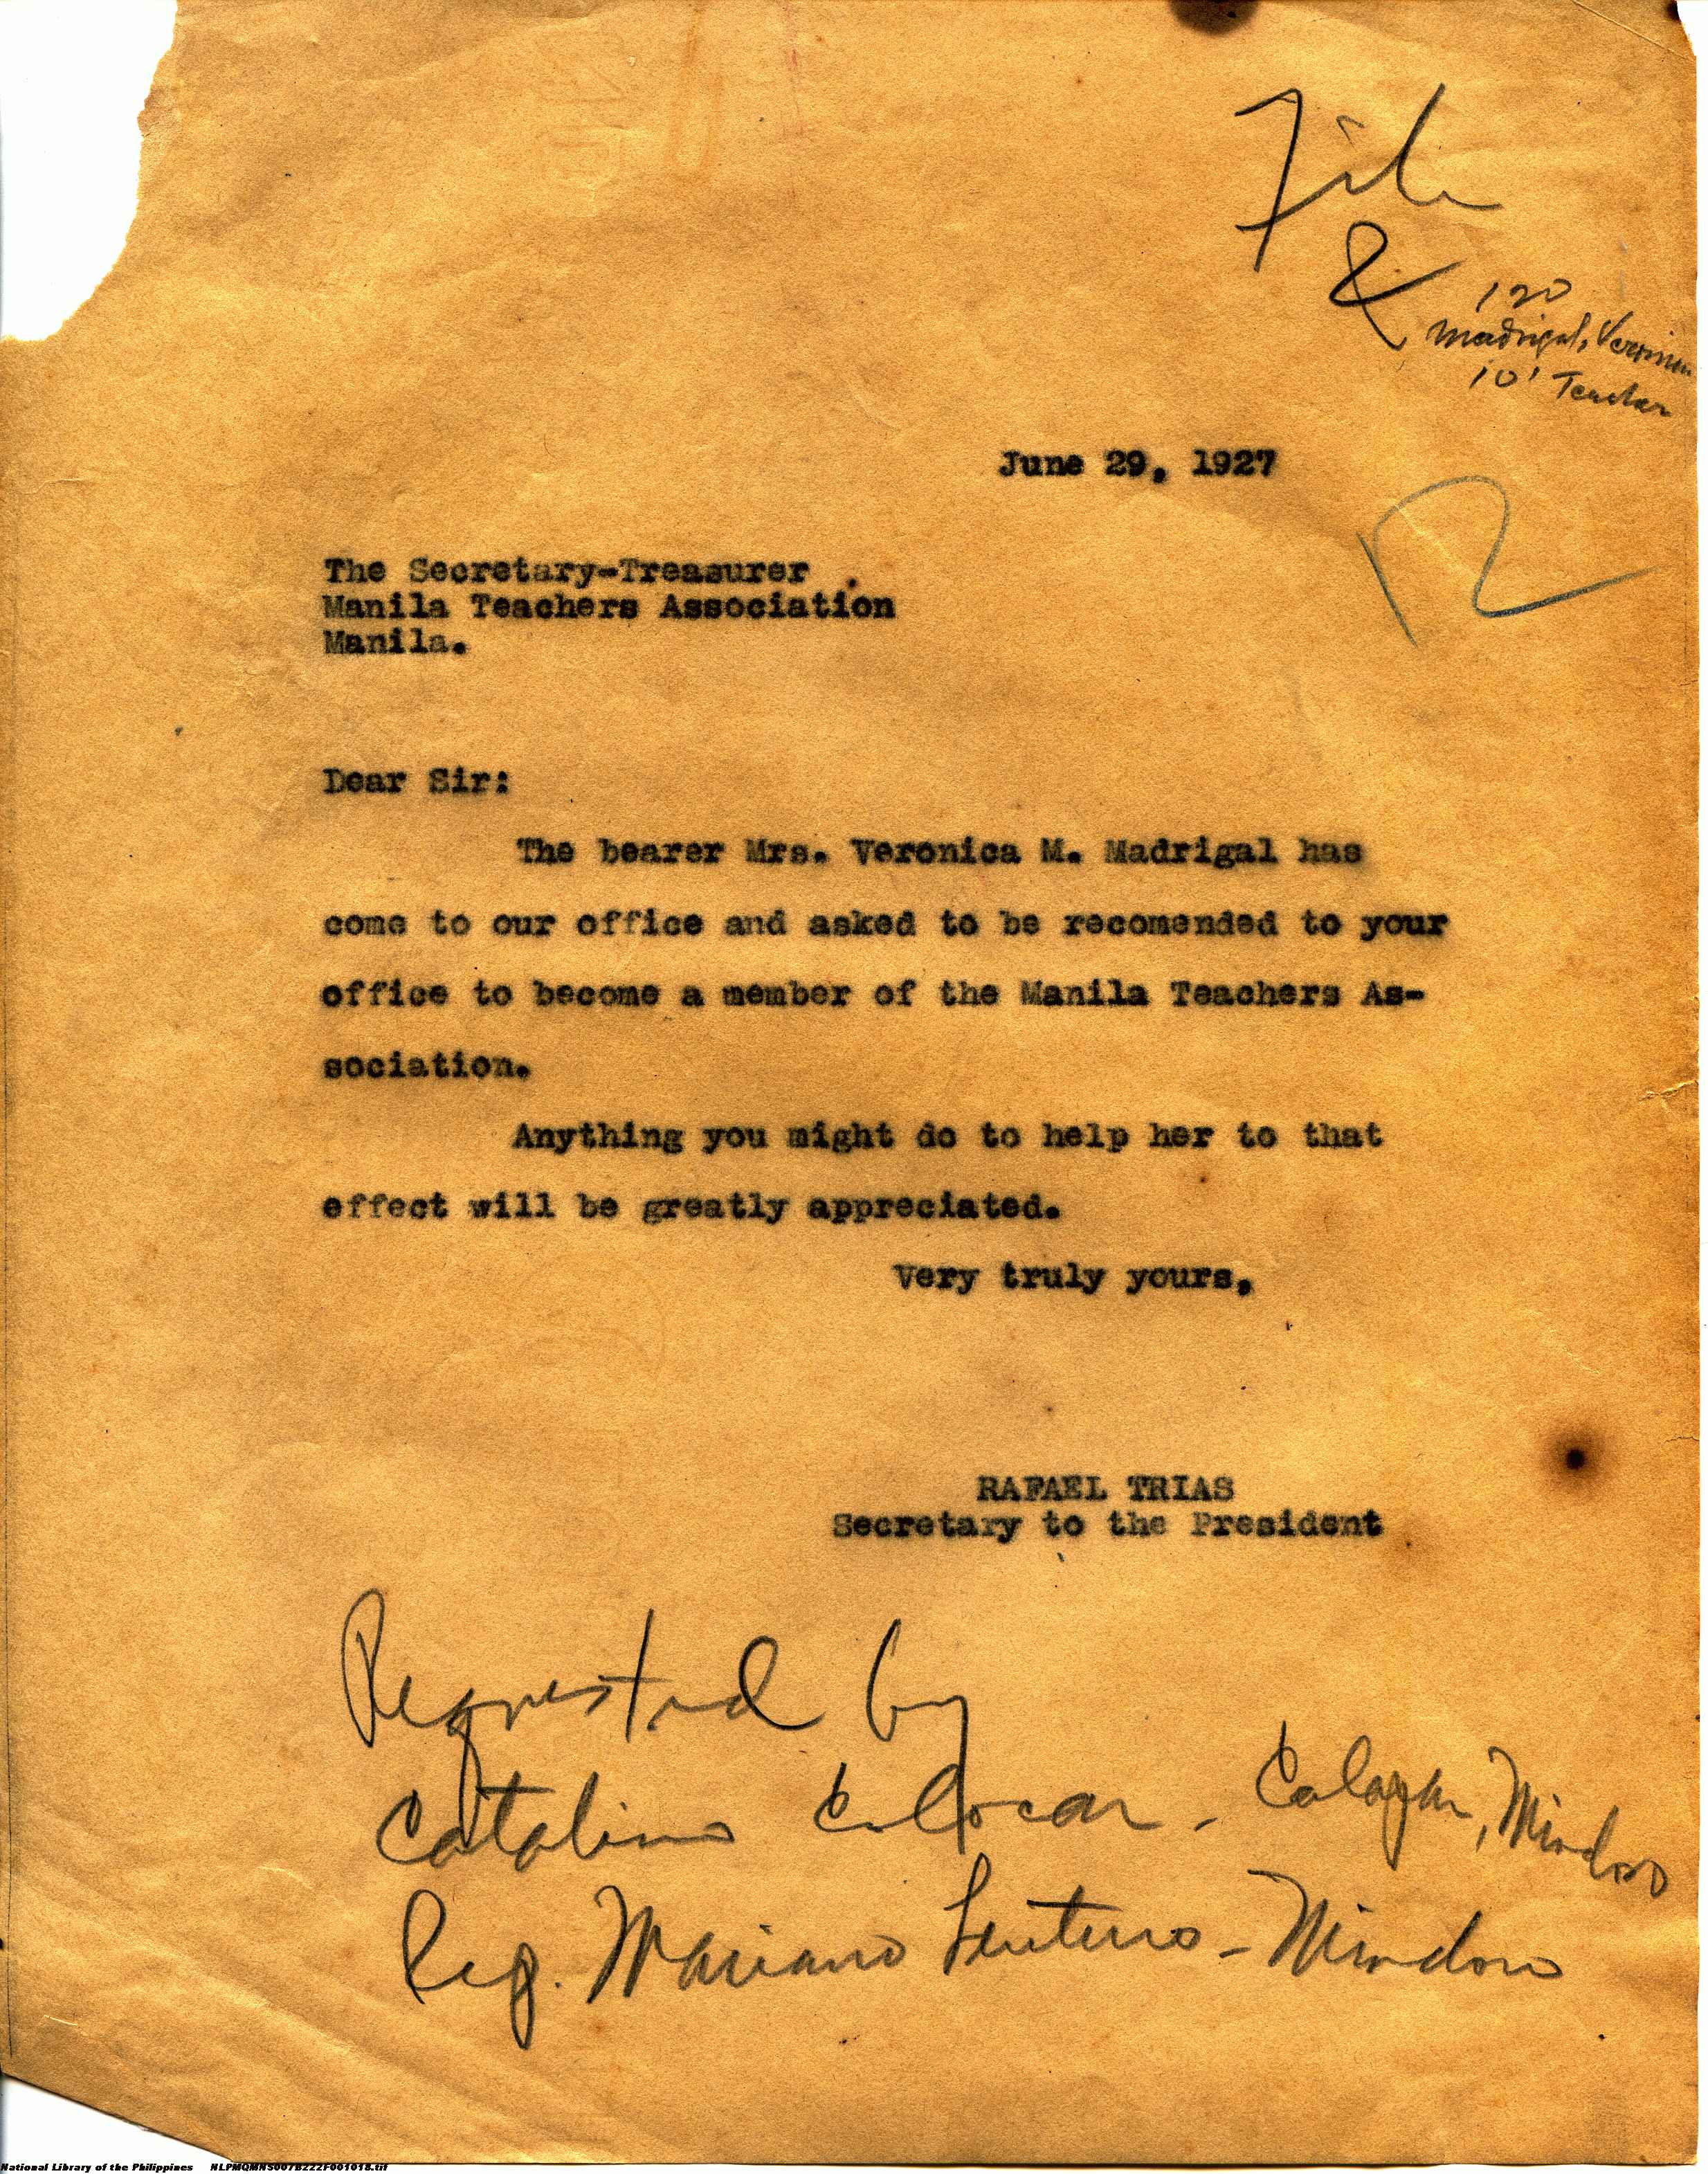 File
&
120
Madrigal, Veronica
101 Teacher
June 29, 1927
The Secretary-Treasurer
Manila Teachers Association
Manila.
Dear Sir:
The bearer Mrs. Veronica M. Madrigal has
come to our office and asked to be recomended to your
office to become a member of the Manila Teachers As-
sociation.
Anything you might do to help her to that
effect will be greatly appreciated.
Very truly yours,
RAFAEL TRIAS
Secretary to the President
Requested by
Catalino - Calapan, Mindoro
Mariano - Mindoro
National Library of the Philippines NLPMQMNS007B222F001018.tif